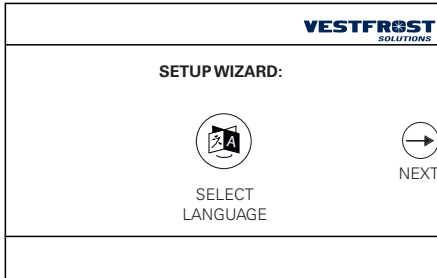 VESTFROST
SOLUTIONS
SETUP WIZARD:
SELECT
LANGUAGE
NEXT